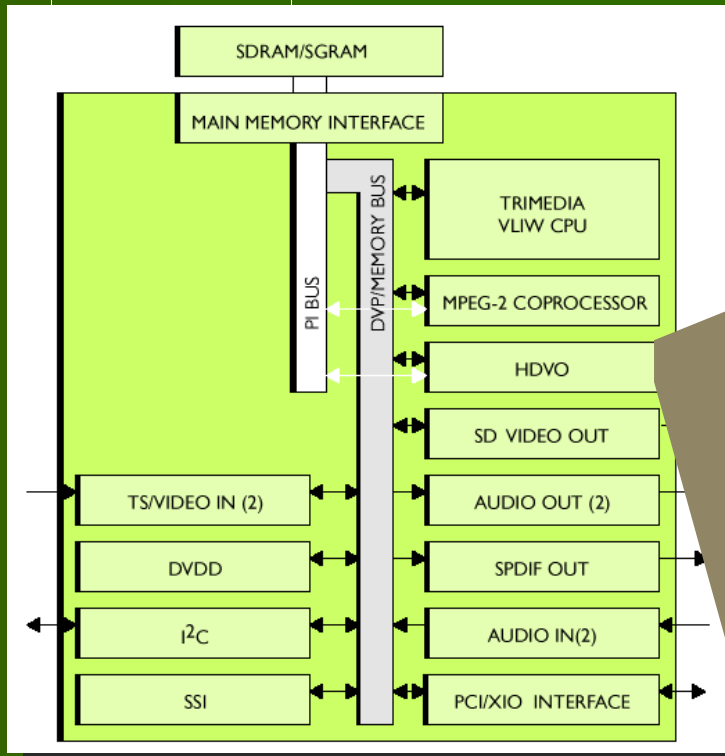 SDRAM/SGRAM
MAIN MEMORY INTERFACE
PI BUS
DVP/MEMORY BUS
TRIMEDIA
VLIW CPU
MPEG-2 COPROCESSOR
HDVO
SD VIDEO OUT
TS/VIDEO IN (2)
AUDIO OUT (2)
DVDD
SPDIF OUT
I²C
AUDIO IN(2)
SSI
PCI/XIO INTERFACE